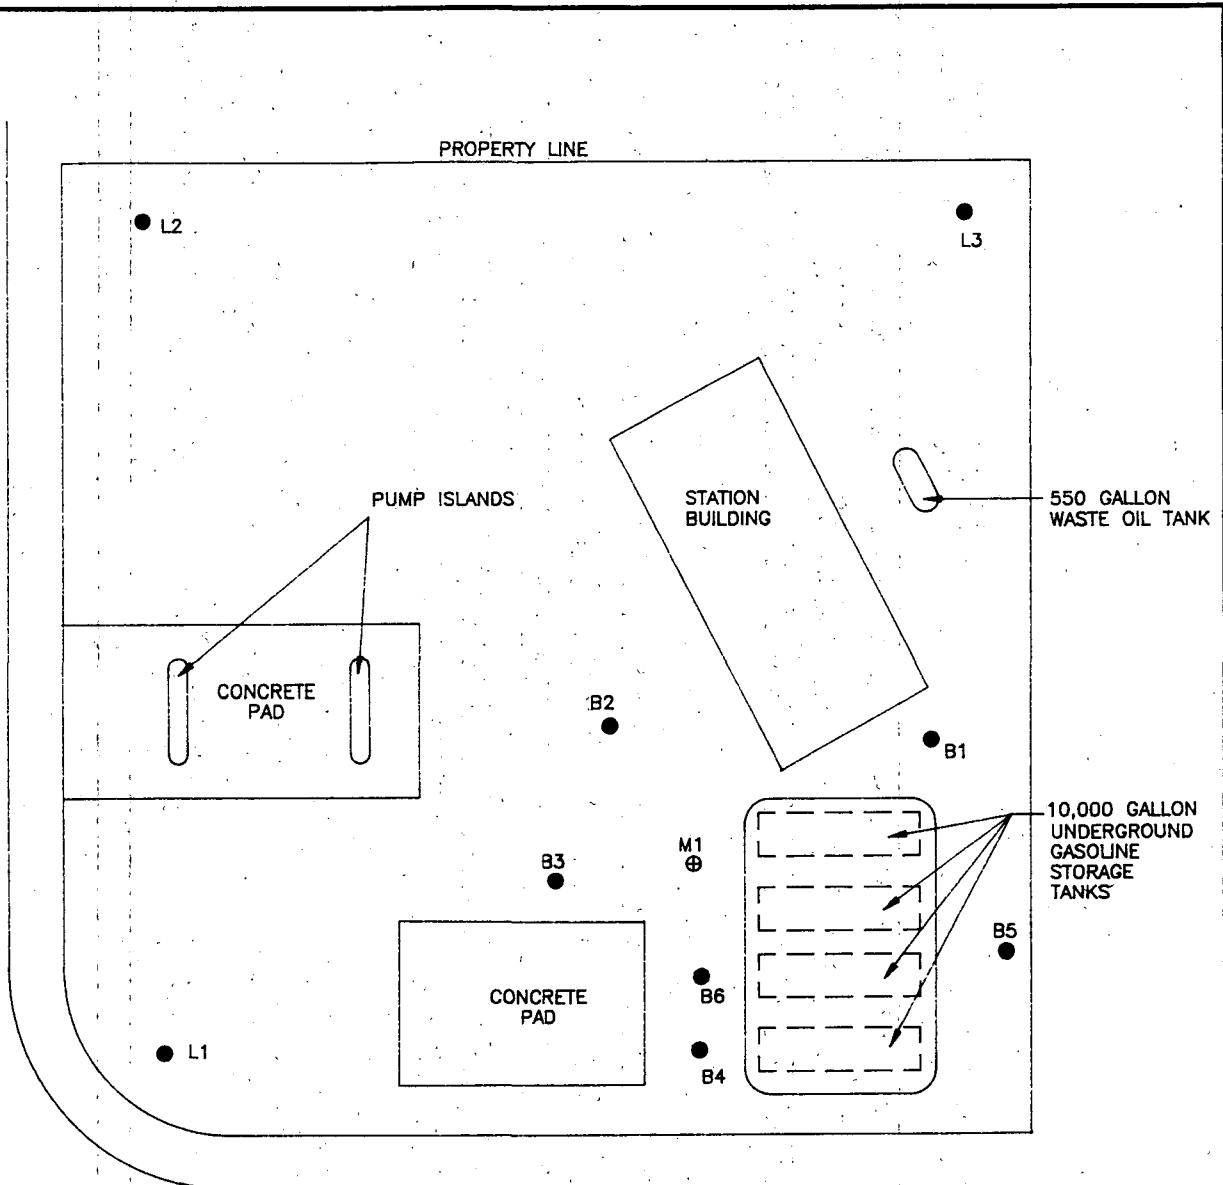 PROPERTY LINE
L2
L3
PUMP ISLANDS
STATION
BUILDING
550 GALLON
WASTE OIL TANK
CONCRETE
PAD
B2
B1
10,000 GALLON
UNDERGROUND
GASOLINE
STORAGE
TANKS
M1
B3
B5
B6
CONCRETE
PAD
L1
B4